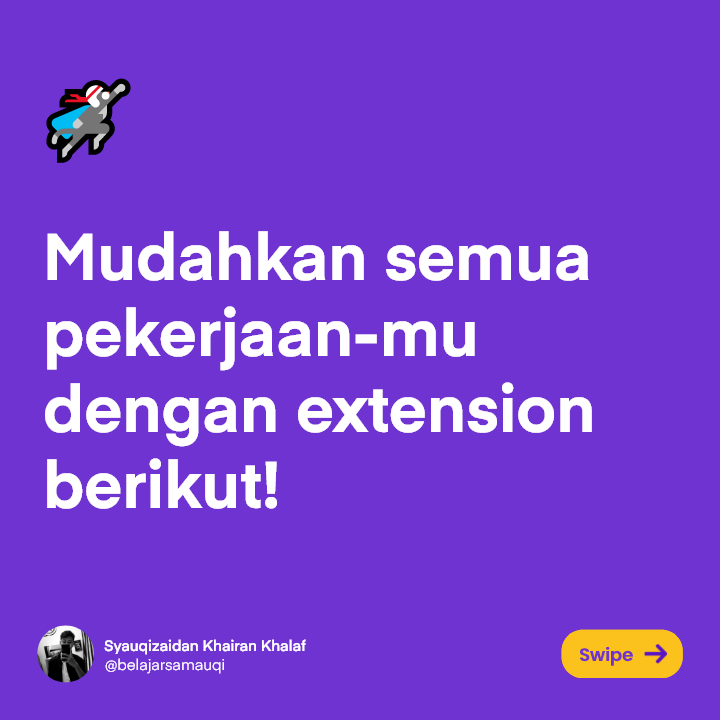 Mudahkan semua
pekerjaan-mu
dengan extension
berikut!
Syauqizaidan Khairan Khalaf
@belajarsamauqi
Swipe